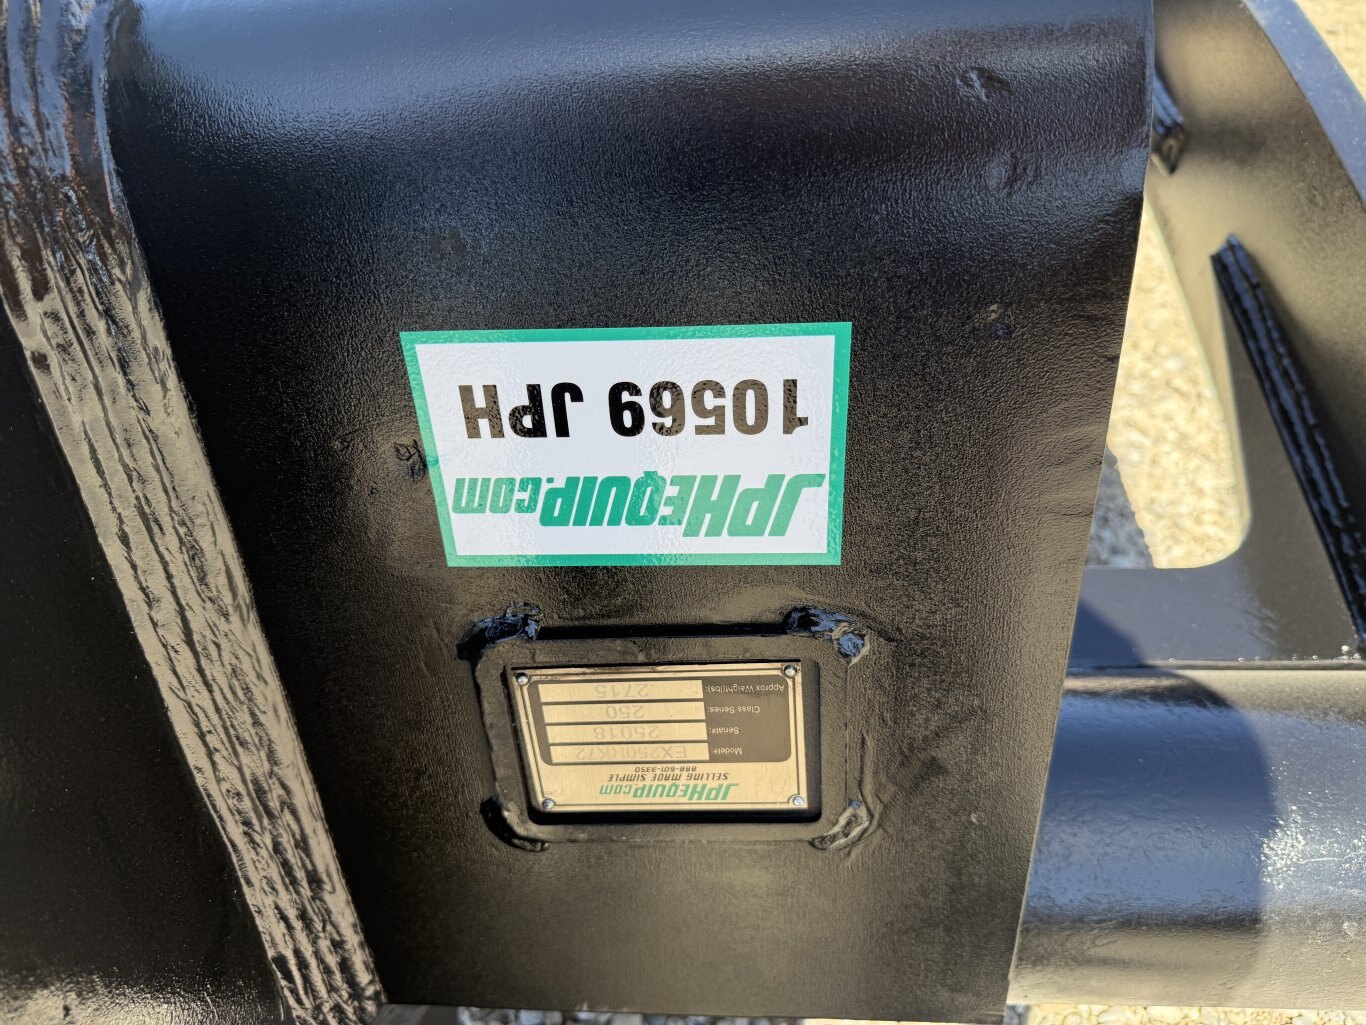 JPHEQUIP.COM
10569 JPH
JPHEQUIP.COM
SELLING MADE SIMPLE
888-601-3350
Model#: EX250RK72
Serial#: 25018
Class Series: 250
Approx Weight(lbs): 2715